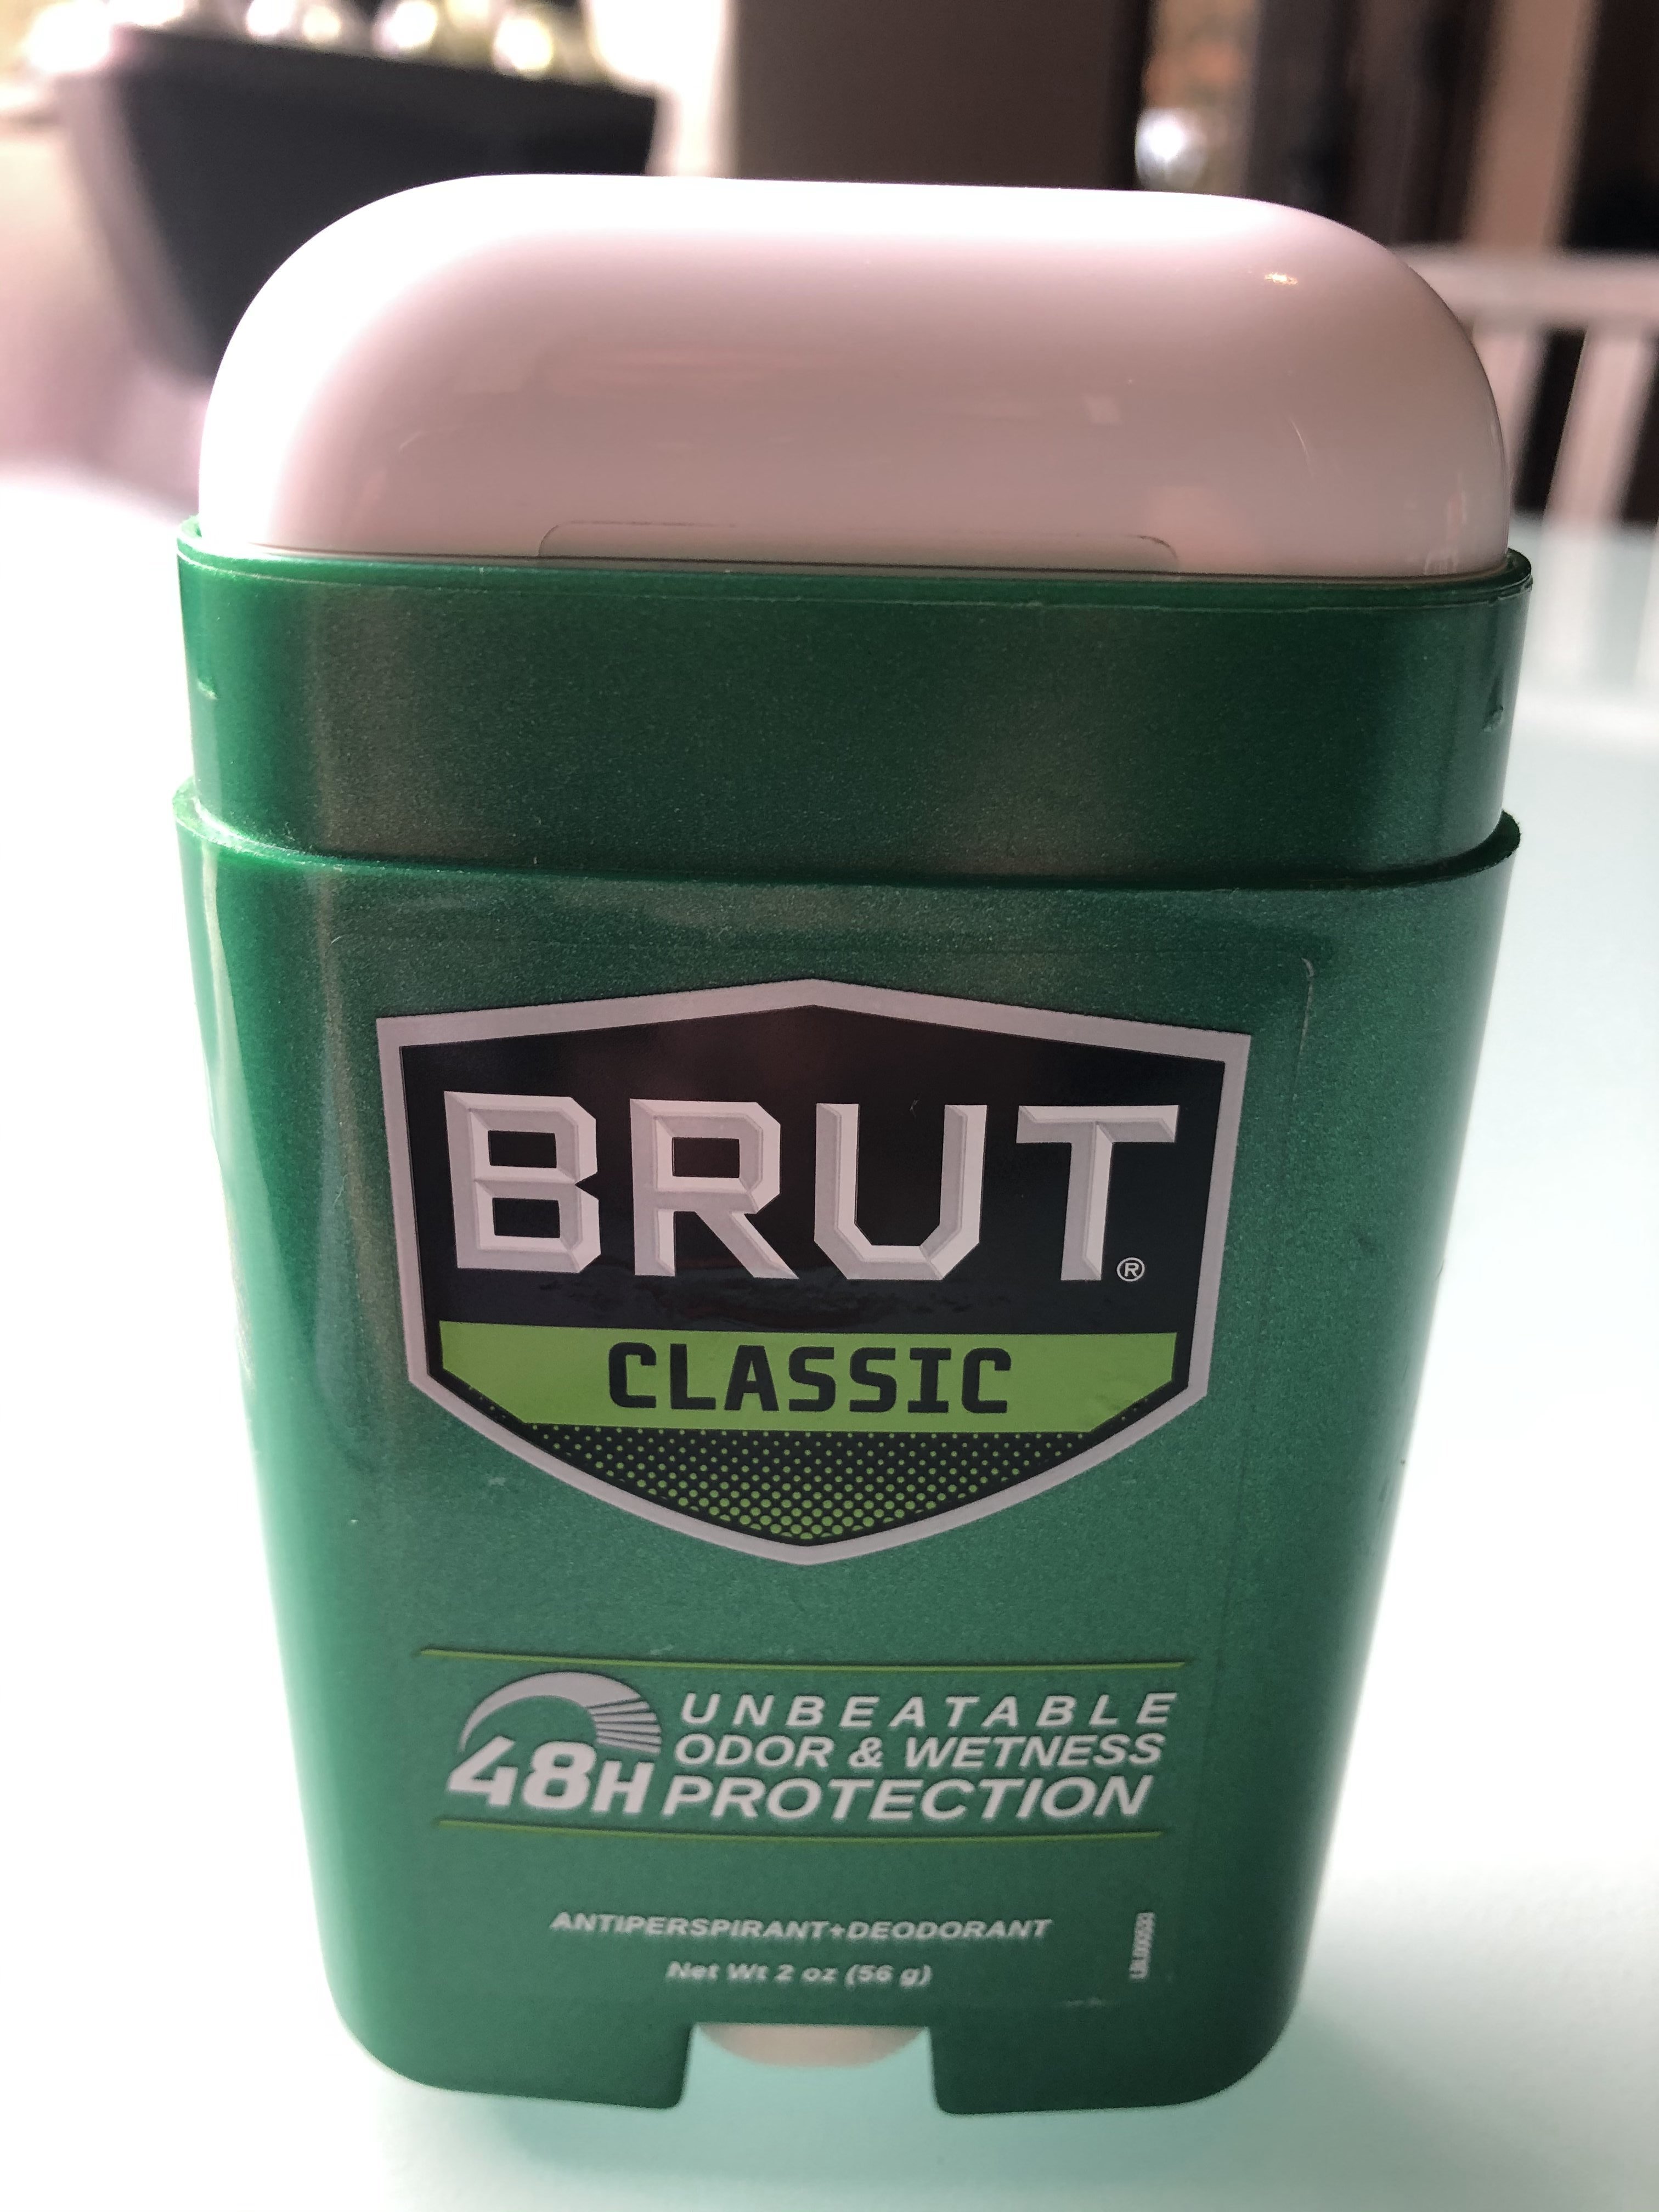 BRUT®
CLASSIC
48H
UNBEATABLE
ODOR & WETNESS
PROTECTION
ANTIPERSPIRANT+DEODORANT
Net Wt 2 oz (56 g)